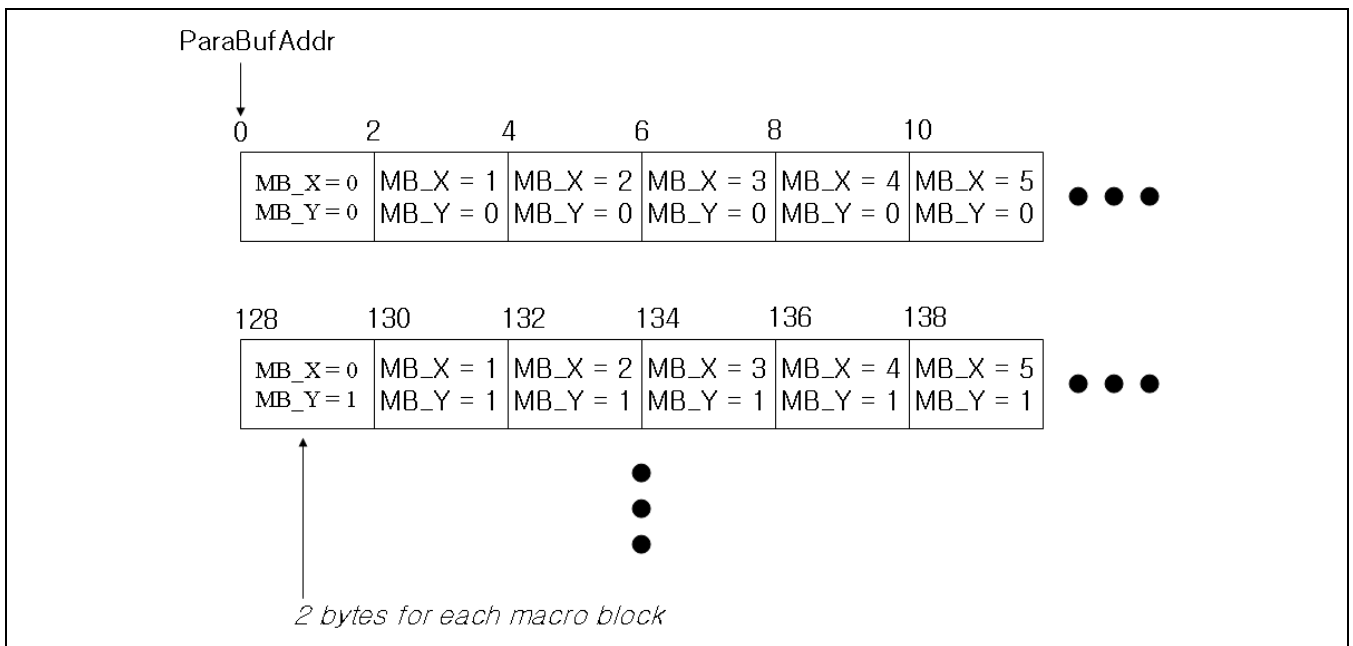 ParaBufAddr
0 2 4 6 8 10
MB_X = 0 MB_X = 1 MB_X = 2 MB_X = 3 MB_X = 4 MB_X = 5
MB_Y = 0 MB_Y = 0 MB_Y = 0 MB_Y = 0 MB_Y = 0 MB_Y = 0
128 130 132 134 136 138
MB_X = 0 MB_X = 1 MB_X = 2 MB_X = 3 MB_X = 4 MB_X = 5
MB_Y = 1 MB_Y = 1 MB_Y = 1 MB_Y = 1 MB_Y = 1 MB_Y = 1
2 bytes for each macro block